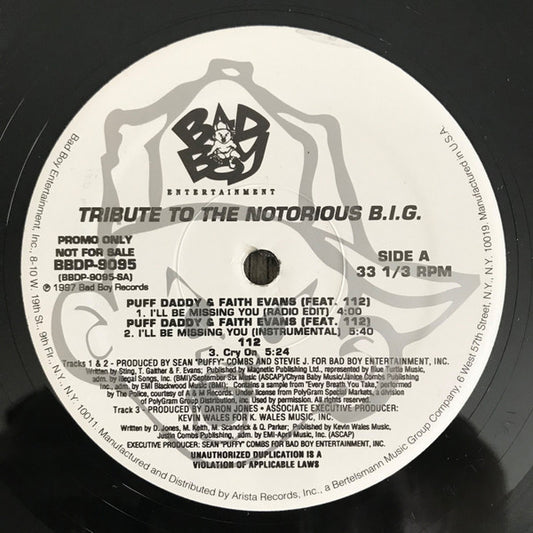 BAD BOY
ENTERTAINMENT
TRIBUTE TO THE NOTORIOUS B.I.G.
PROMO ONLY
NOT FOR SALE
BBDP-9095
(BBDP-9095-SA)
℗ 1997 Bad Boy Records
SIDE A
33 1/3 RPM
PUFF DADDY & FAITH EVANS (FEAT. 112)
1. I'LL BE MISSING YOU (RADIO EDIT) 4:00
PUFF DADDY & FAITH EVANS (FEAT. 112)
2. I'LL BE MISSING YOU (INSTRUMENTAL) 5:40
112
3. Cry On. 5:24
Tracks 1 & 2 - PRODUCED BY SEAN "PUFFY" COMBS AND STEVIE J. FOR BAD BOY ENTERTAINMENT, INC.
Written by Sting, T. Gaither & F. Evans; Published by Magnetic Publishing Ltd., represented by Blue Turtle Music,
adm. by Illegal Songs, Inc. (BMI)/September Six Music (ASCAP)/Chyna Baby Music/Janice Combs Publishing,
adm. by EMI Blackwood Music (BMI); Contains a sample from "Every Breath You Take," performed
by The Police, courtesy of A & M Records. Under license from PolyGram Special Markets, a Division
of PolyGram Group Distribution, Inc. Used by permission. All rights reserved.
Track 3 - PRODUCED BY DARON JONES • ASSOCIATE EXECUTIVE PRODUCER:
KEVIN WALES FOR K. WALES MUSIC, INC.
Written by D. Jones, M. Keith, M. Scandrick & Q. Parker; Published by Kevin Wales Music,
Justin Combs Publishing, adm. by EMI-April Music, Inc. (ASCAP)
EXECUTIVE PRODUCER: SEAN "PUFFY" COMBS FOR BAD BOY ENTERTAINMENT, INC.
UNAUTHORIZED DUPLICATION IS A
VIOLATION OF APPLICABLE LAWS
Bad Boy Entertainment, Inc., 8-10 W. 19th St., 9th Flr., N.Y., N.Y. 10011. Manufactured and Distributed by Arista Records, Inc., a Bertelsmann Music Group Company, 6 West 57th Street, N.Y., N.Y. 10019. Manufactured in U.S.A.